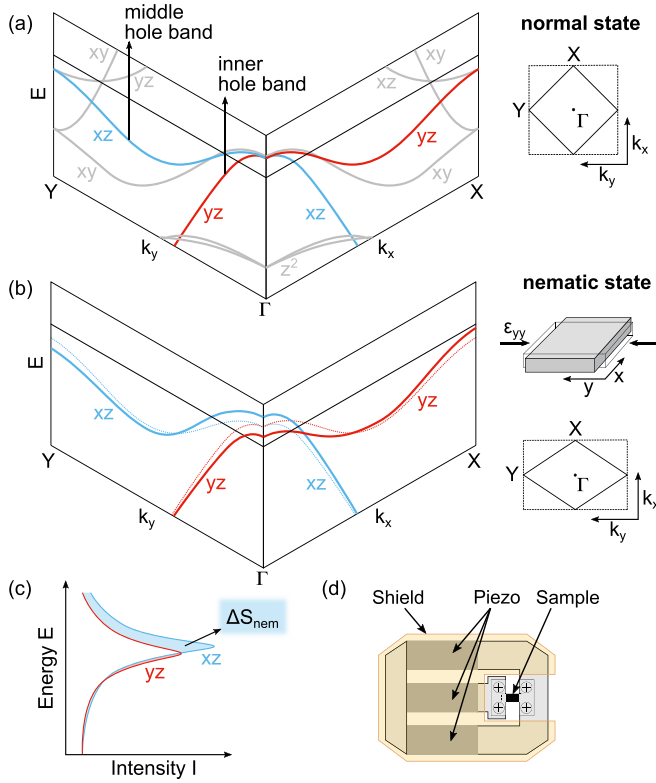 (a)
middle
hole band
inner
hole band
normal state
xy
yz
xz
xy
E
xz
yz
xy
xy
X
Y
Γ
k_x
k_y
Y
yz
xz
X
k_y
k_x
z²
Γ
(b)
nematic state
ε_yy
E
y
x
xz
yz
Y
yz
xz
X
X
Y
Γ
k_x
k_y
k_y
k_x
Γ
(c)
(d)
Energy E
ΔS_nem
yz
xz
Intensity I
Shield
Piezo
Sample